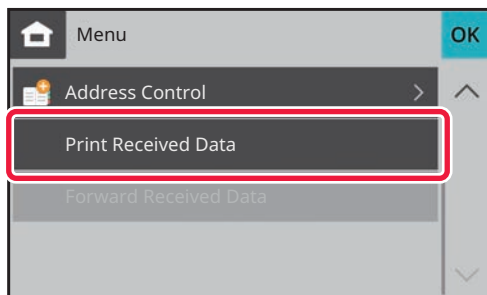 Menu
OK
Address Control
Print Received Data
Forward Received Data